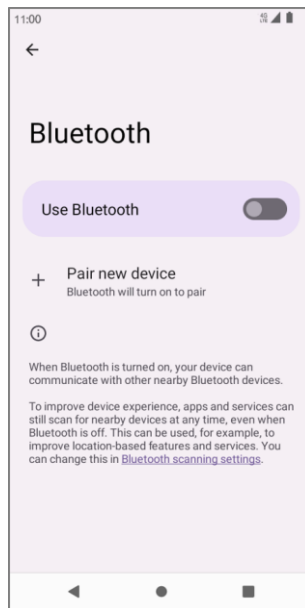 11:00
4G
LTE
Bluetooth
Use Bluetooth
Pair new device
Bluetooth will turn on to pair
When Bluetooth is turned on, your device can
communicate with other nearby Bluetooth devices.
To improve device experience, apps and services can
still scan for nearby devices at any time, even when
Bluetooth is off. This can be used, for example, to
improve location-based features and services. You
can change this in Bluetooth scanning settings.